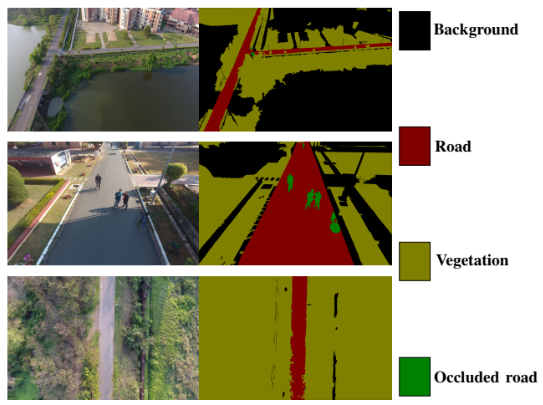 Background
Road
Vegetation
Occluded road